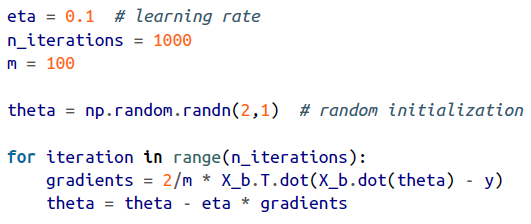 eta = 0.1  # learning rate
n_iterations = 1000
m = 100

theta = np.random.randn(2,1)  # random initialization

for iteration in range(n_iterations):
    gradients = 2/m * X_b.T.dot(X_b.dot(theta) - y)
    theta = theta - eta * gradients